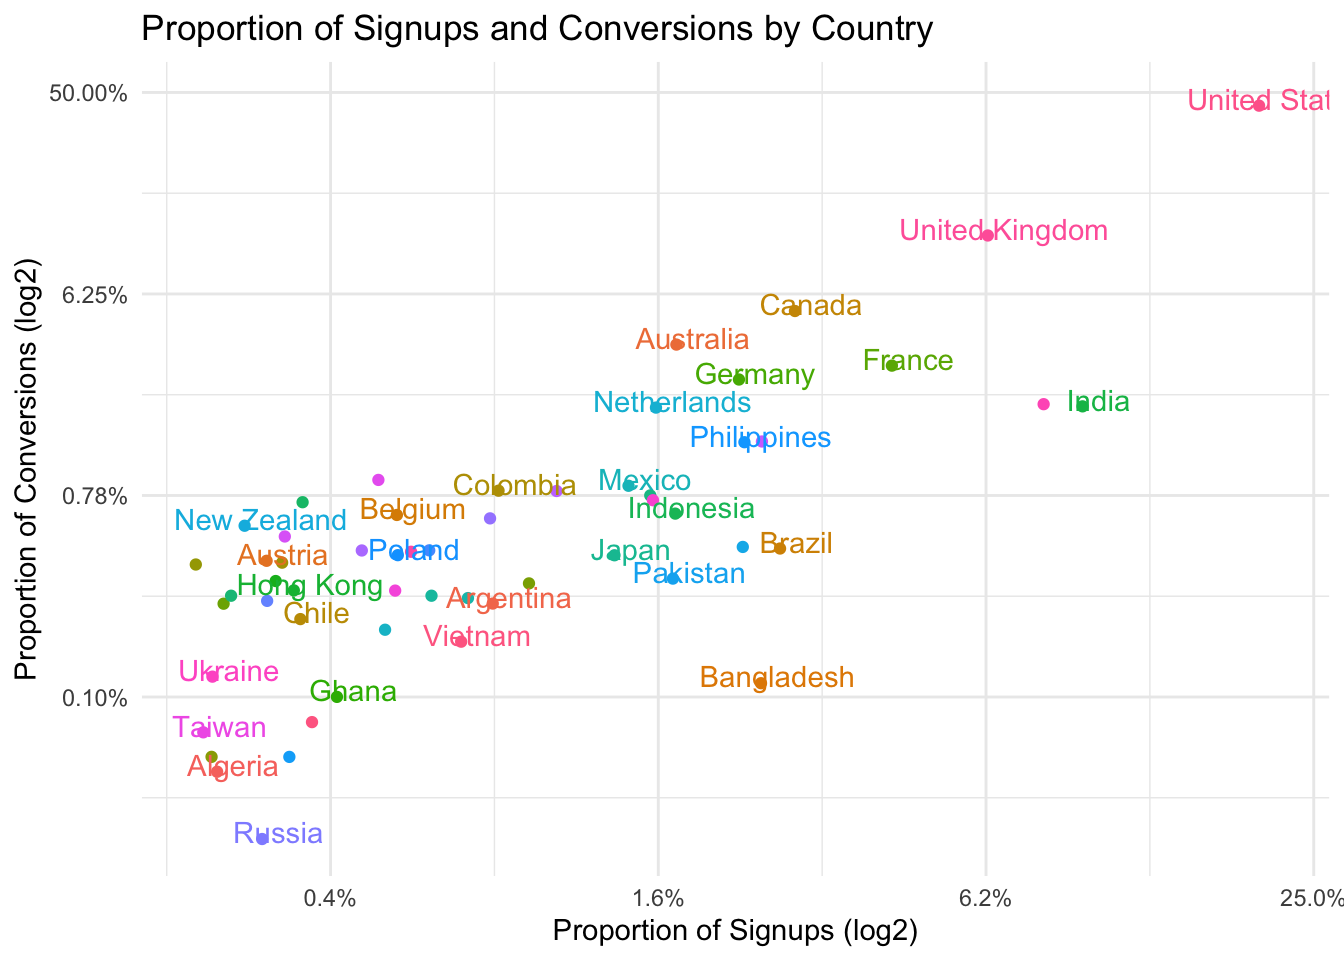 Proportion of Signups and Conversions by Country
50.00%
6.25%
0.78%
0.10%
Proportion of Conversions (log2)
United Stat
United Kingdom
Canada
Australia
France
Germany
Netherlands
India
Philippines
Mexico
Colombia
Indonesia
Belgium
New Zealand
Japan
Brazil
Poland
Austria
Pakistan
Hong Kong
Argentina
Chile
Vietnam
Ukraine
Bangladesh
Ghana
Taiwan
Algeria
Russia
0.4%
1.6%
6.2%
25.0%
Proportion of Signups (log2)